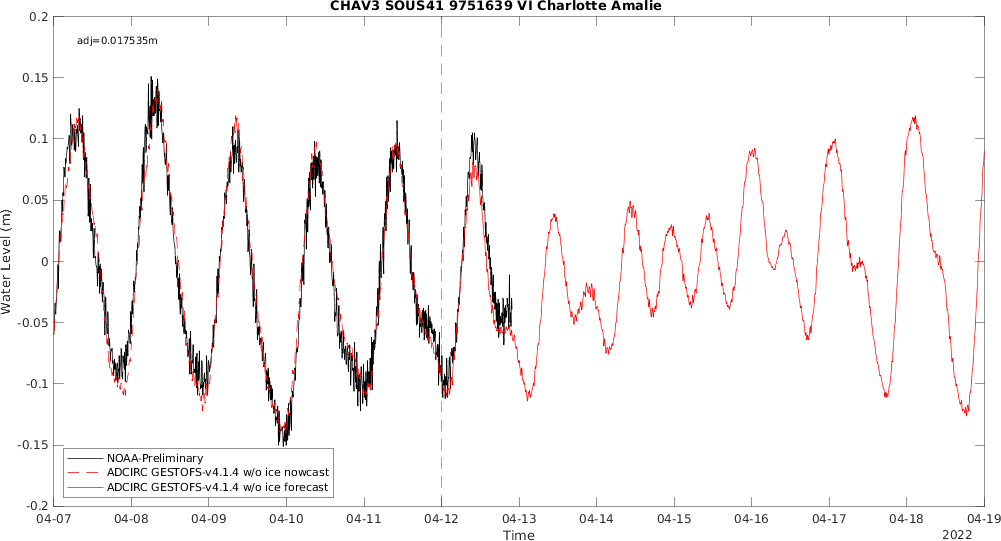 CHAV3 SOUS41 9751639 VI Charlotte Amalie
adj=0.017535m
0.2
0.15
0.1
0.05
0
-0.05
-0.1
-0.15
-0.2
Water Level (m)
NOAA-Preliminary
ADCIRC GESTOFS-v4.1.4 w/o ice nowcast
ADCIRC GESTOFS-v4.1.4 w/o ice forecast
04-07 04-08 04-09 04-10 04-11 04-12 04-13 04-14 04-15 04-16 04-17 04-18 04-19
Time
2022